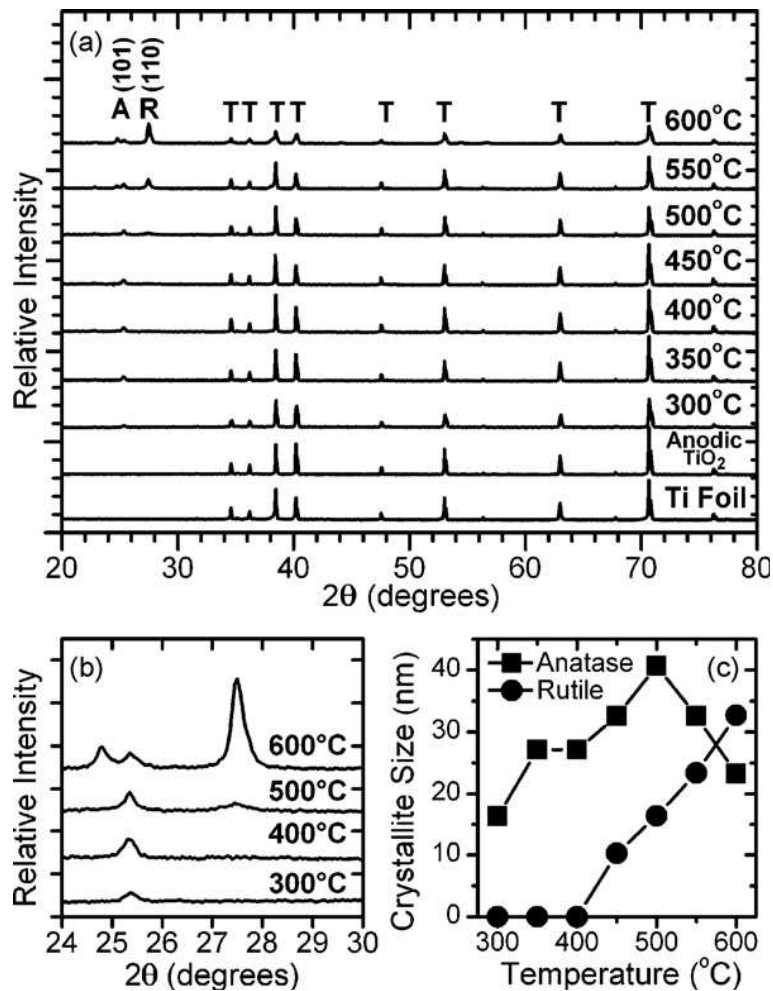 (a)
A (101)
R (110)
T T T T T T T T
600°C
550°C
500°C
450°C
400°C
350°C
300°C
Anodic
TiO₂
Ti Foil
Relative Intensity
20 30 40 50 60 70 80
2θ (degrees)
(b)
600°C
500°C
400°C
300°C
Relative Intensity
24 25 26 27 28 29 30
2θ (degrees)
(c)
Anatase
Rutile
40
30
20
10
0
Crystallite Size (nm)
300 400 500 600
Temperature (°C)